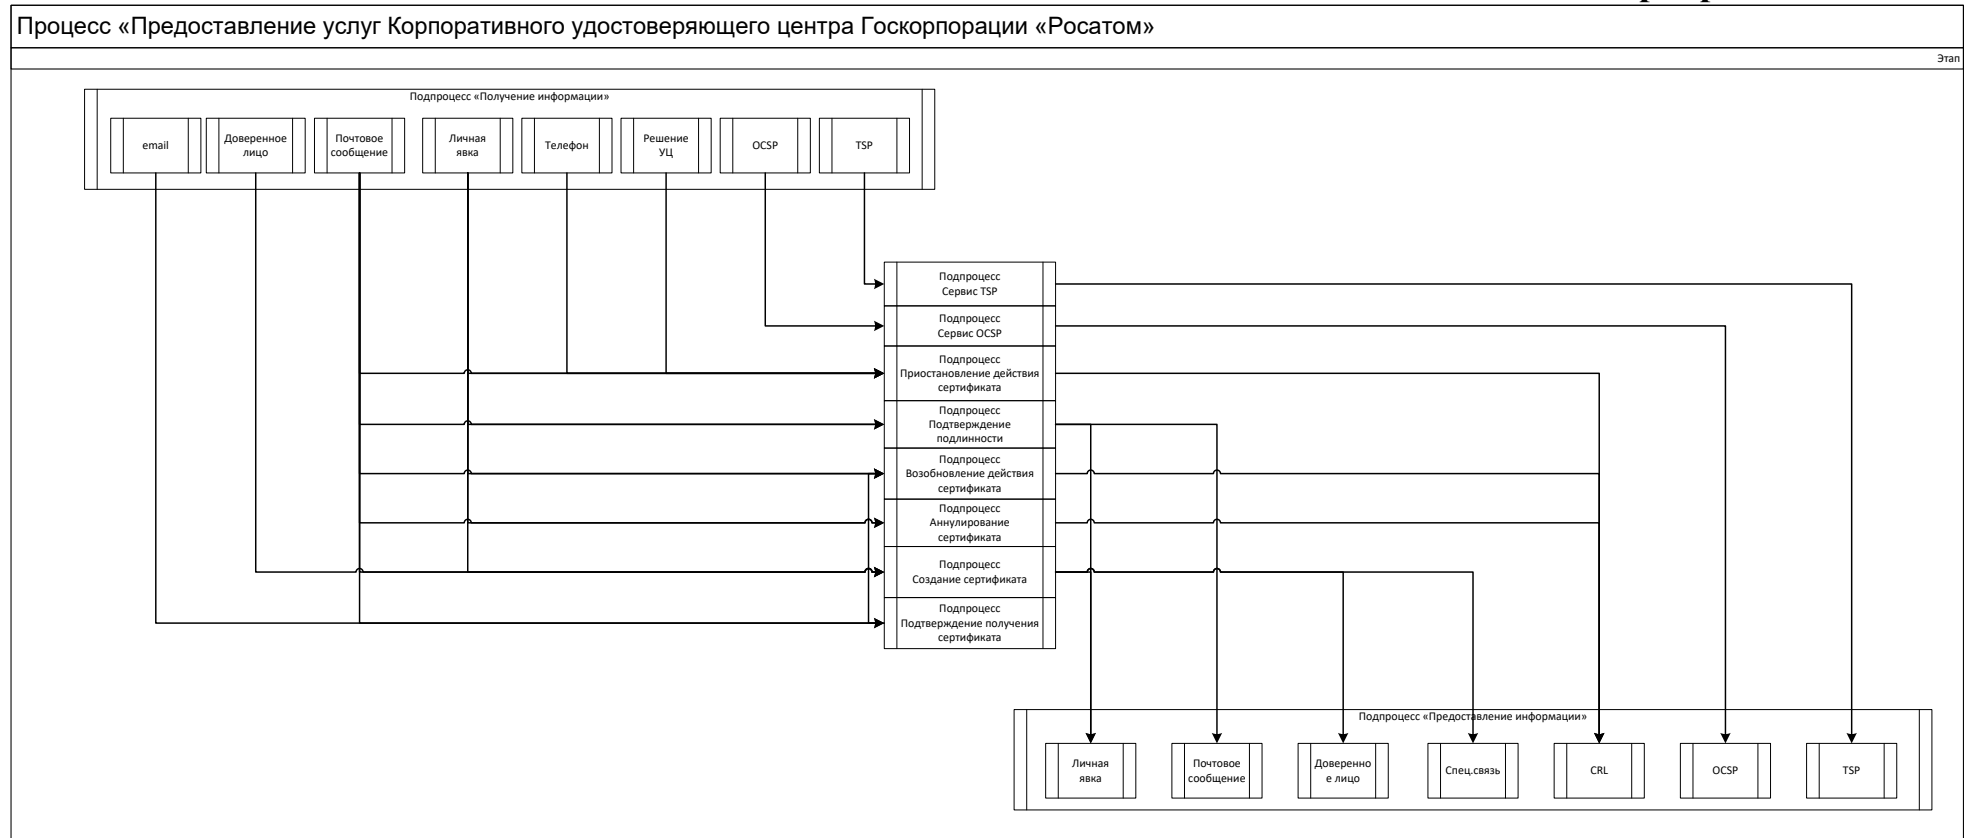 Процесс «Предоставление услуг Корпоративного удостоверяющего центра Госкорпорации «Росатом»
Этап
Подпроцесс «Получение информации»
email
Доверенное
лицо
Почтовое
сообщение
Личная
явка
Телефон
Решение
УЦ
OCSP
TSP
Подпроцесс
Сервис TSP
Подпроцесс
Сервис OCSP
Подпроцесс
Приостановление действия
сертификата
Подпроцесс
Подтверждение
подлинности
Подпроцесс
Возобновление действия
сертификата
Подпроцесс
Аннулирование
сертификата
Подпроцесс
Создание сертификата
Подпроцесс
Подтверждение получения
сертификата
Подпроцесс «Предоставление информации»
Личная
явка
Почтовое
сообщение
Доверенно
е лицо
Спец.связь
CRL
OCSP
TSP